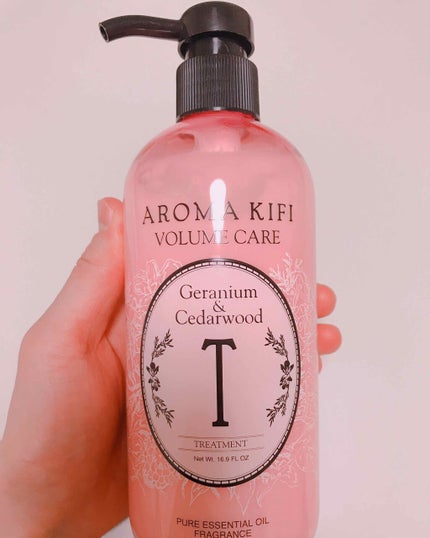 AROMA KIFI
VOLUME CARE
Geranium
&
Cedarwood
T
TREATMENT
Net Wt. 16.9 FL OZ
PURE ESSENTIAL OIL
FRAGRANCE